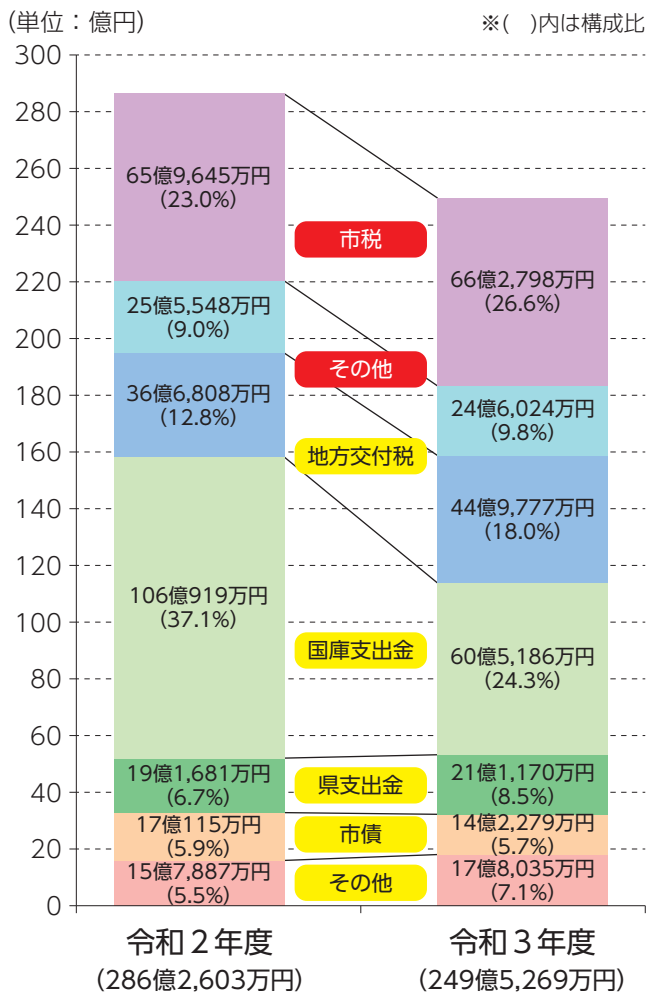 (単位：億円)
※(　)内は構成比
300
280
260
240
220
200
180
160
140
120
100
80
60
40
20
0
65億9,645万円
(23.0%)
25億5,548万円
(9.0%)
36億6,808万円
(12.8%)
106億919万円
(37.1%)
19億1,681万円
(6.7%)
17億115万円
(5.9%)
15億7,887万円
(5.5%)
市税
その他
地方交付税
国庫支出金
県支出金
市債
その他
66億2,798万円
(26.6%)
24億6,024万円
(9.8%)
44億9,777万円
(18.0%)
60億5,186万円
(24.3%)
21億1,170万円
(8.5%)
14億2,279万円
(5.7%)
17億8,035万円
(7.1%)
令和２年度
(286億2,603万円)
令和３年度
(249億5,269万円)